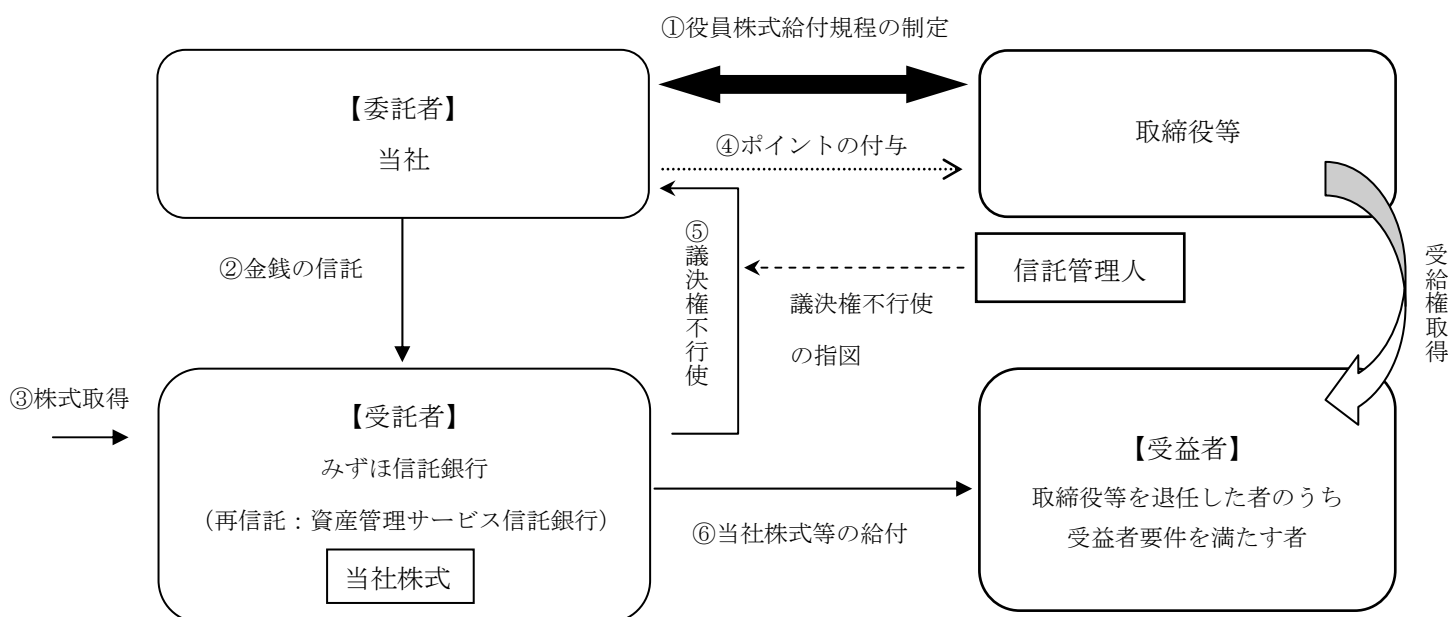 ①役員株式給付規程の制定
【委託者】
当社
取締役等
④ポイントの付与
②金銭の信託
⑤議決権不行使
信託管理人
議決権不行使
の指図
受給権取得
③株式取得
【受託者】
みずほ信託銀行
(再信託:資産管理サービス信託銀行)
当社株式
⑥当社株式等の給付
【受益者】
取締役等を退任した者のうち
受益者要件を満たす者